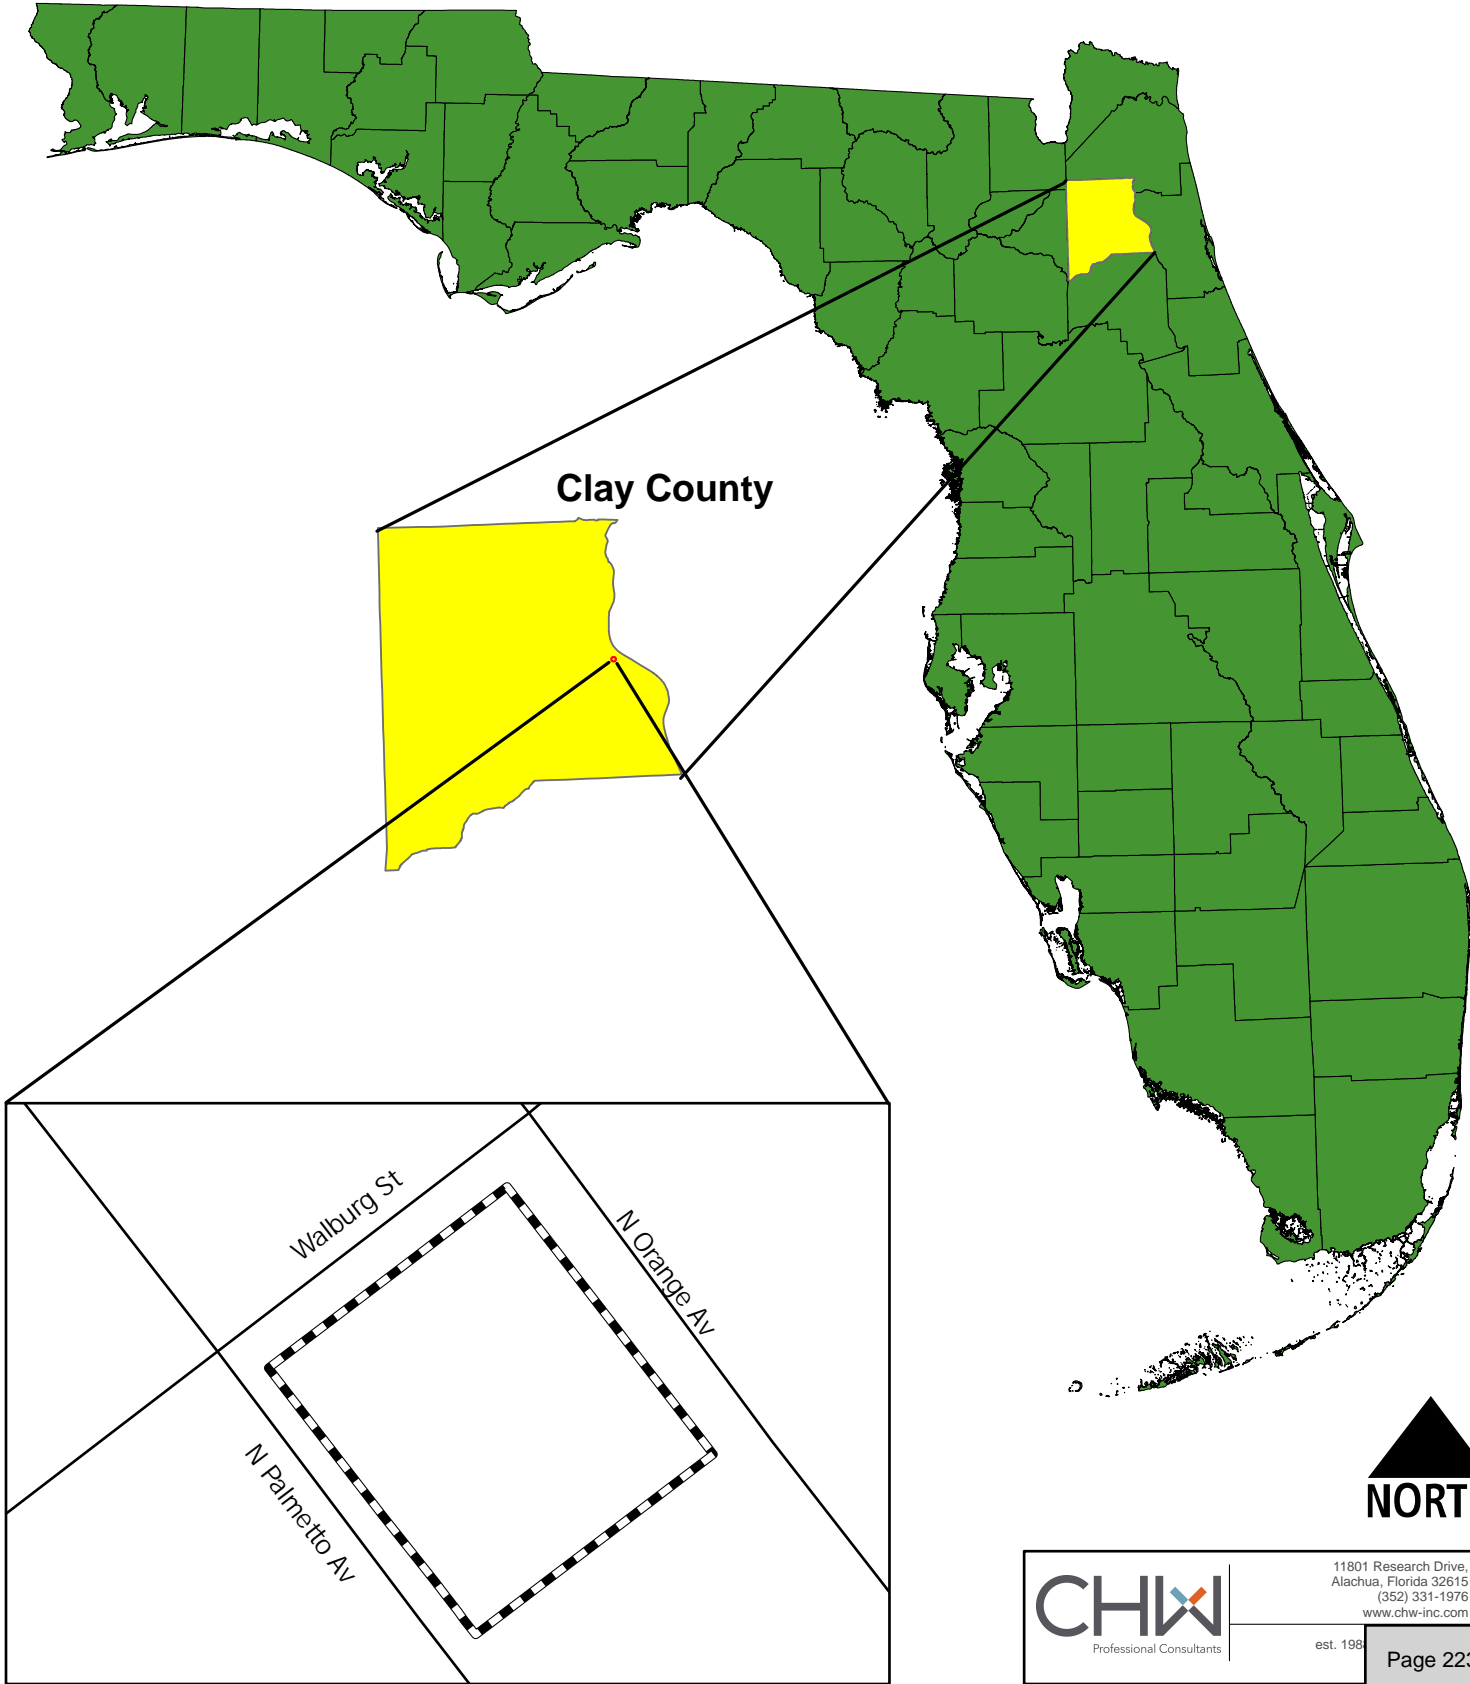 Clay County
Walburg St
N Orange Av
N Palmetto Av
NORT
CHW
Professional Consultants
11801 Research Drive,
Alachua, Florida 32615
(352) 331-1976
www.chw-inc.com
est. 198
Page 223